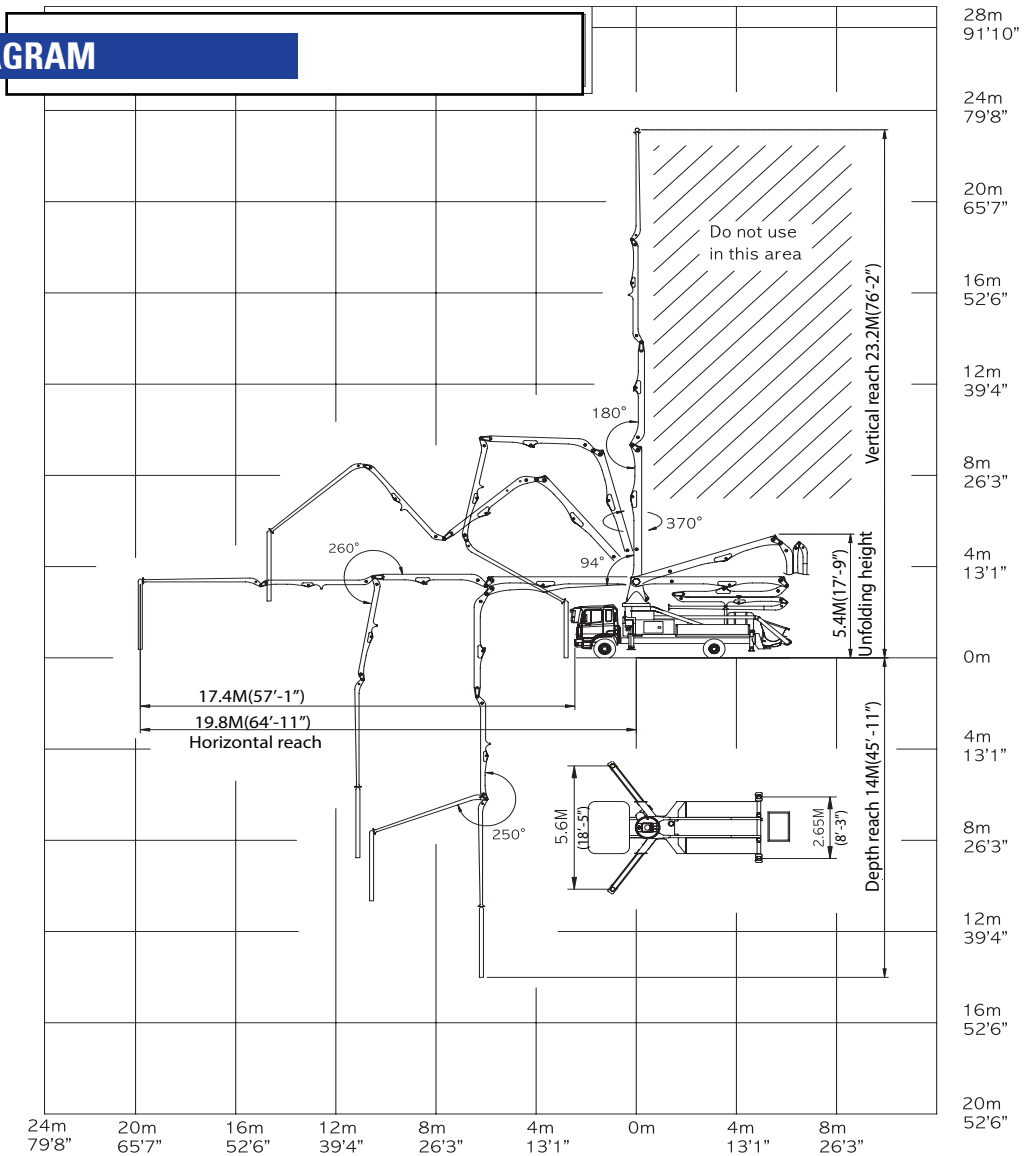 AGRAM
28m
91'10"
24m
79'8"
20m
65'7"
16m
52'6"
12m
39'4"
8m
26'3"
4m
13'1"
0m
4m
13'1"
8m
26'3"
12m
39'4"
16m
52'6"
20m
52'6"
Do not use
in this area
Vertical reach 23.2M(76'-2")
180°
370°
94°
260°
5.4M(17'-9")
Unfolding height
17.4M(57'-1")
19.8M(64'-11")
Horizontal reach
250°
5.6M
(18'-5")
2.65M
(8'-3")
Depth reach 14M(45'-11")
24m
79'8"
20m
65'7"
16m
52'6"
12m
39'4"
8m
26'3"
4m
13'1"
0m
4m
13'1"
8m
26'3"